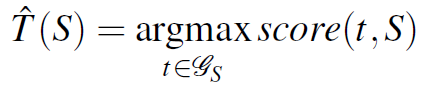 T̂(S) = argmax score(t, S)
t∈𝒢_S